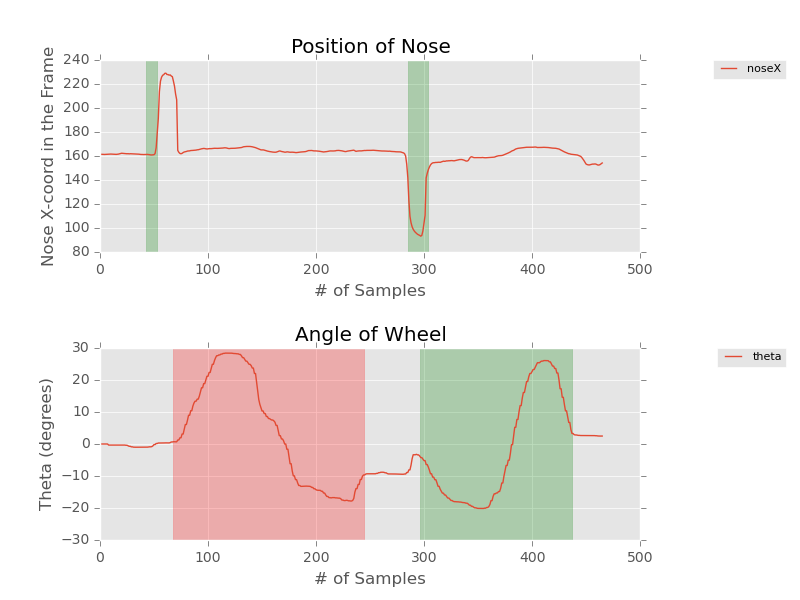 Position of Nose
Nose X-coord in the Frame
240
220
200
180
160
140
120
100
80
0 100 200 300 400 500
# of Samples
noseX
Angle of Wheel
Theta (degrees)
30
20
10
0
−10
−20
−30
0 100 200 300 400 500
# of Samples
theta